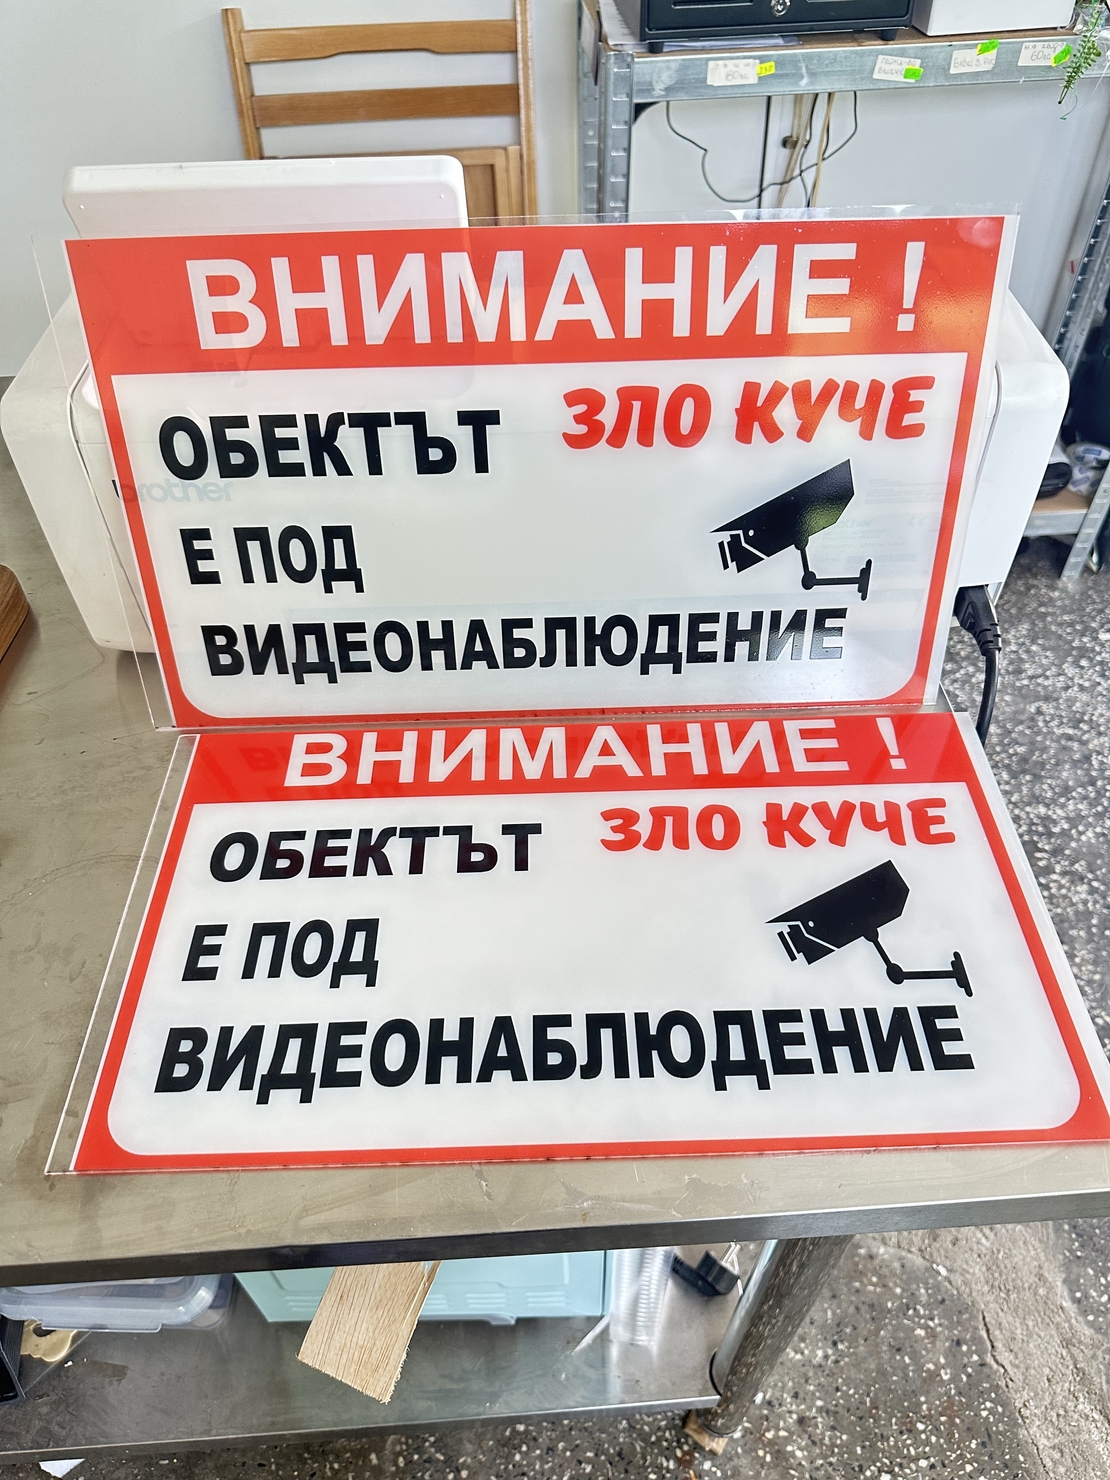 ВНИМАНИЕ !
ЗЛО КУЧЕ
ОБЕКТЪТ
Е ПОД
ВИДЕОНАБЛЮДЕНИЕ
brother
ВНИМАНИЕ !
ЗЛО КУЧЕ
ОБЕКТЪТ
Е ПОД
ВИДЕОНАБЛЮДЕНИЕ